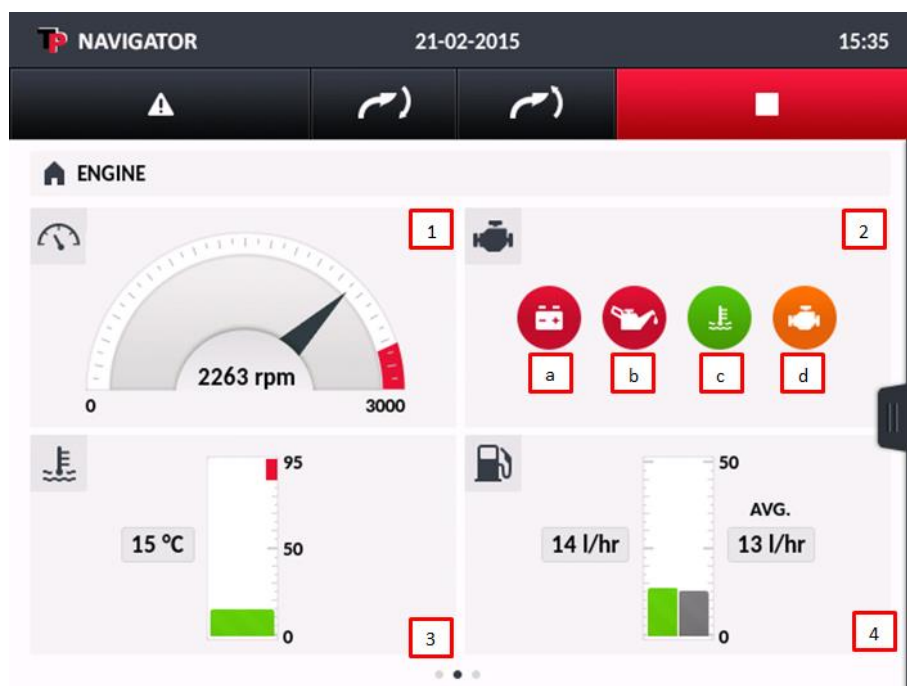 TP NAVIGATOR 21-02-2015 15:35
ENGINE
1
2263 rpm
0 3000
2
a b c d
95
15 °C 50
0
3
50
AVG.
14 l/hr 13 l/hr
0
4